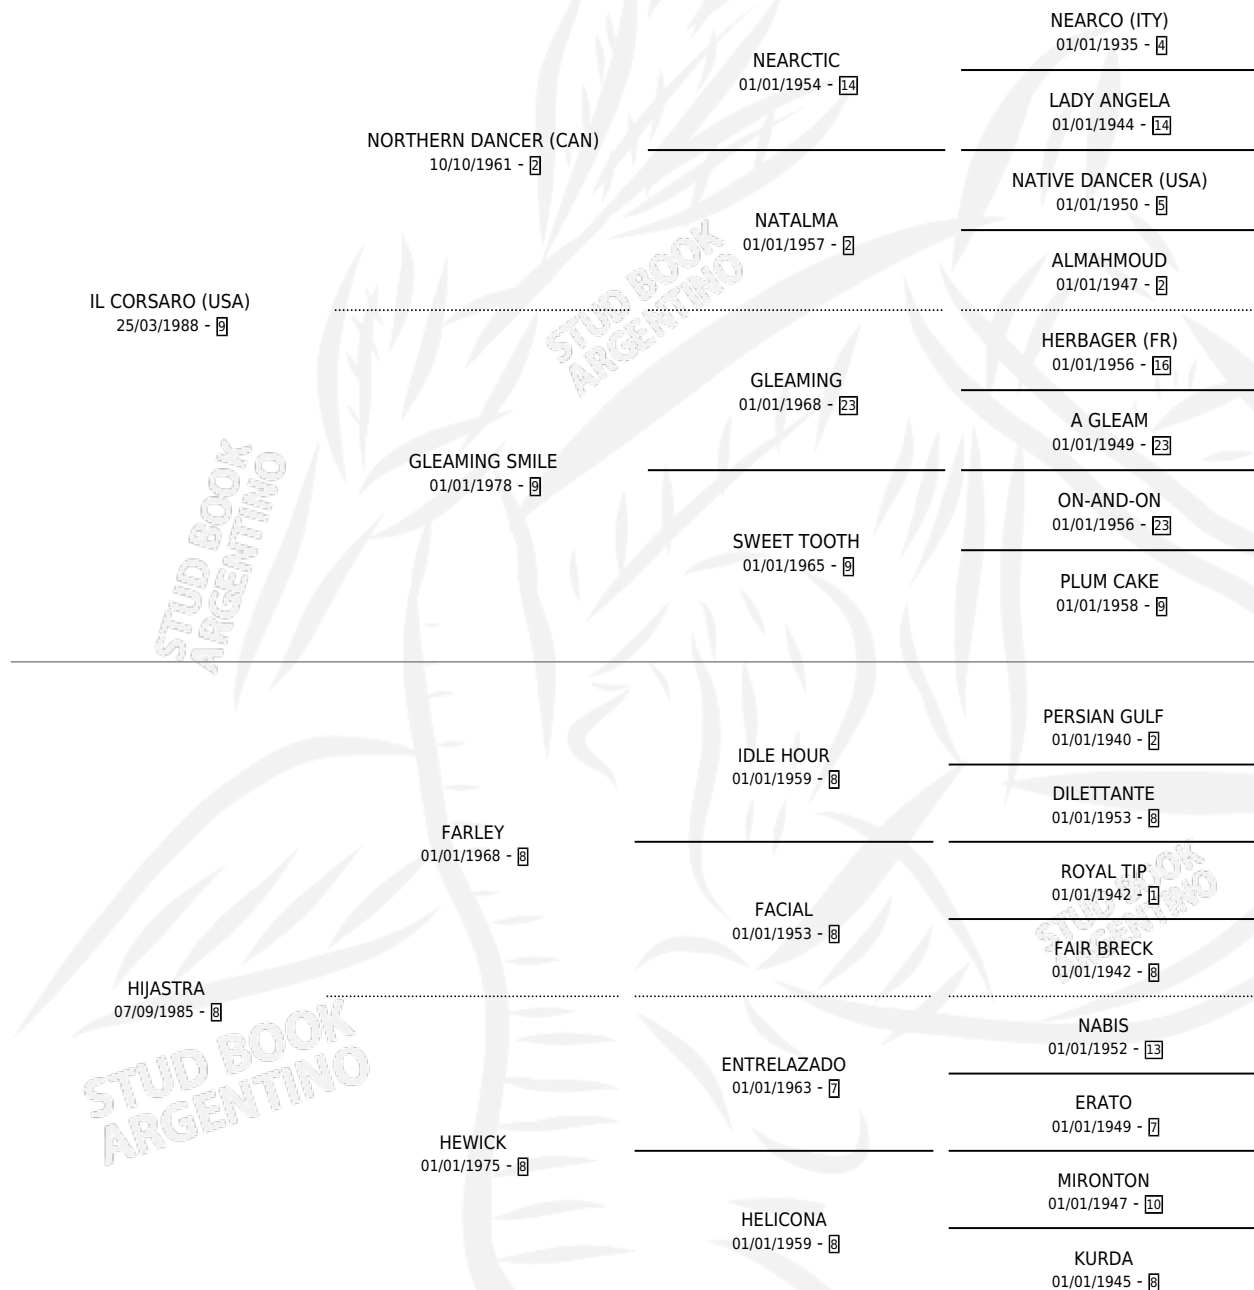 NEARCO (ITY)
01/01/1935 - 4
NEARCTIC
01/01/1954 - 14
LADY ANGELA
01/01/1944 - 14
NORTHERN DANCER (CAN)
10/10/1961 - 2
NATIVE DANCER (USA)
01/01/1950 - 5
NATALMA
01/01/1957 - 2
ALMAHMOUD
01/01/1947 - 2
IL CORSARO (USA)
25/03/1988 - 9
STUD BOOK
ARGENTINO
HERBAGER (FR)
01/01/1956 - 16
GLEAMING
01/01/1968 - 23
A GLEAM
01/01/1949 - 23
GLEAMING SMILE
01/01/1978 - 9
ON-AND-ON
01/01/1956 - 23
SWEET TOOTH
01/01/1965 - 9
PLUM CAKE
01/01/1958 - 9
STUD BOOK
ARGENTINO
PERSIAN GULF
01/01/1940 - 2
IDLE HOUR
01/01/1959 - 8
DILETTANTE
01/01/1953 - 8
FARLEY
01/01/1968 - 8
ROYAL TIP
01/01/1942 - 1
FACIAL
01/01/1953 - 8
FAIR BRECK
01/01/1942 - 8
STUD BOOK
ARGENTINO
HIJASTRA
07/09/1985 - 8
NABIS
01/01/1952 - 13
ENTRELAZADO
01/01/1963 - 7
ERATO
01/01/1949 - 7
STUD BOOK
ARGENTINO
HEWICK
01/01/1975 - 8
MIRONTON
01/01/1947 - 10
HELICONA
01/01/1959 - 8
KURDA
01/01/1945 - 8